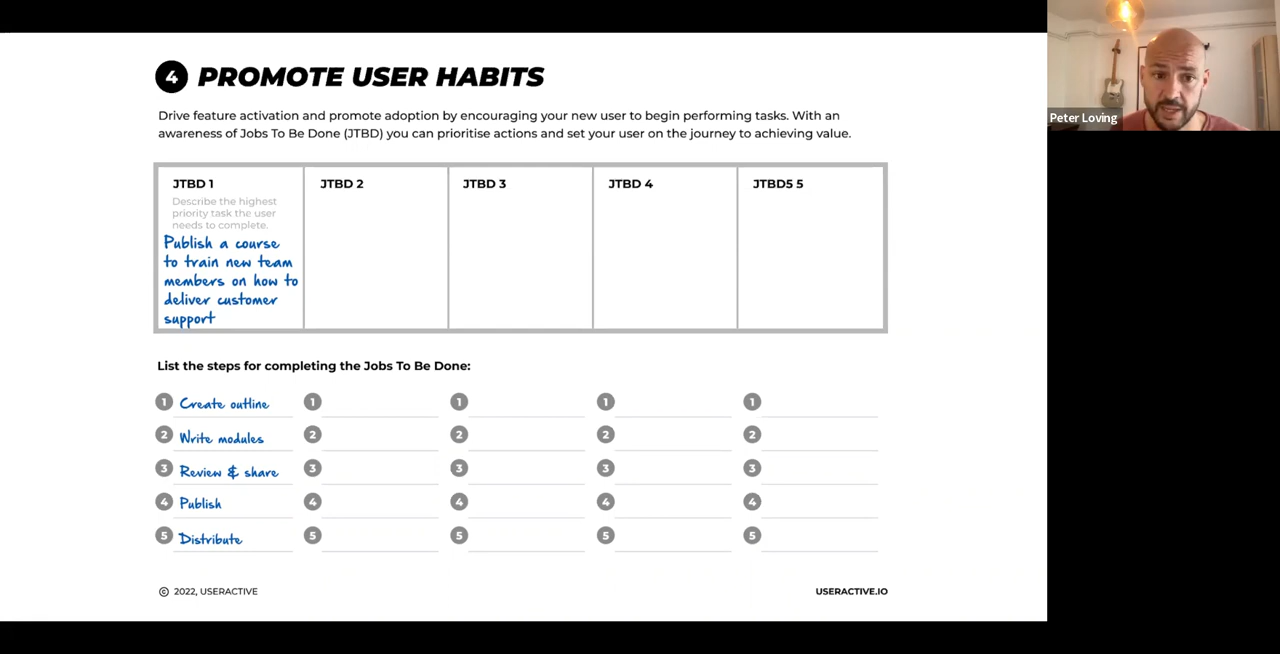 4 PROMOTE USER HABITS
Drive feature activation and promote adoption by encouraging your new user to begin performing tasks. With an
awareness of Jobs To Be Done (JTBD) you can prioritise actions and set your user on the journey to achieving value.
JTBD 1
Describe the highest
priority task the user
needs to complete.
Publish a course
to train new team
members on how to
deliver customer
support
JTBD 2
JTBD 3
JTBD 4
JTBD5 5
List the steps for completing the Jobs To Be Done:
1 Create outline
2 Write modules
3 Review & share
4 Publish
5 Distribute
1
2
3
4
5
1
2
3
4
5
1
2
3
4
5
1
2
3
4
5
© 2022, USERACTIVE
USERACTIVE.IO
Peter Loving